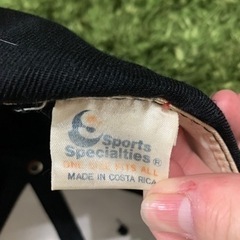 Sports
Specialties®
ONE SIZE FITS ALL
MADE IN COSTA RICA